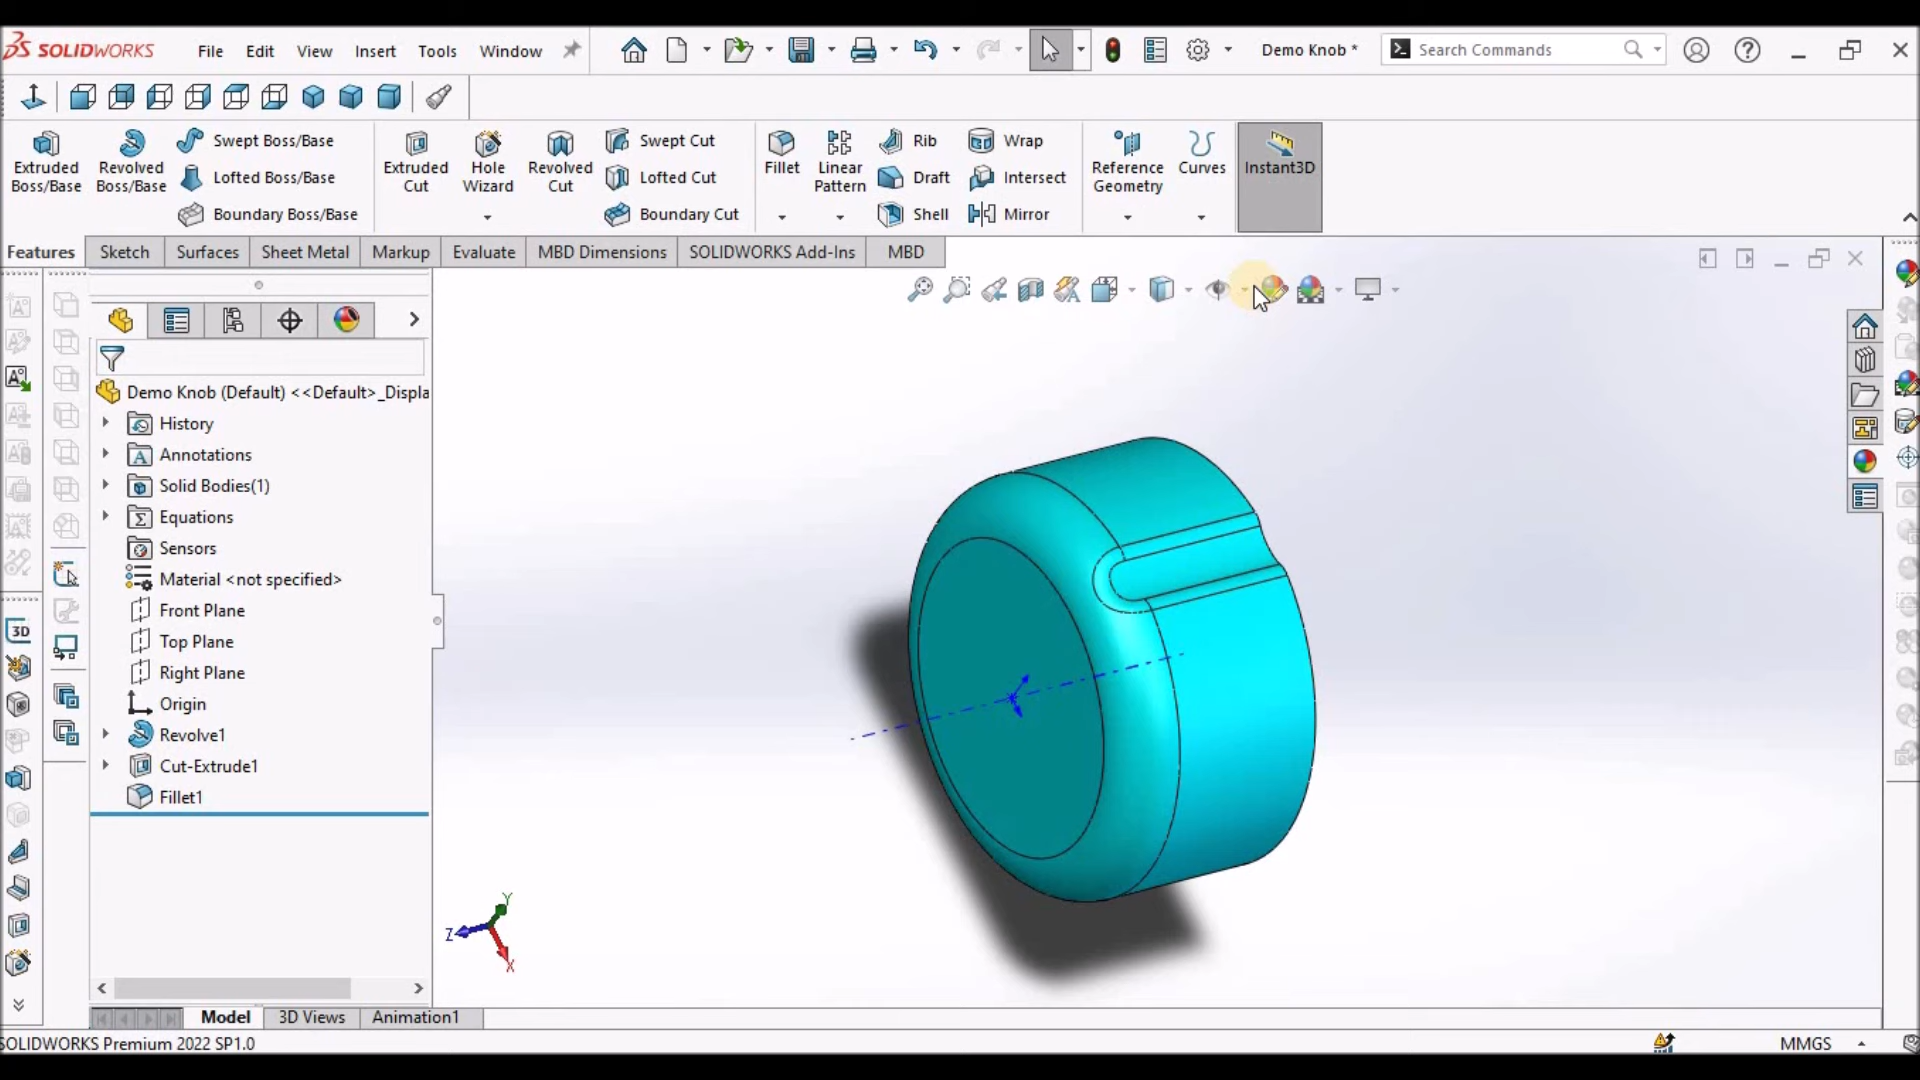 SOLIDWORKS File Edit View Insert Tools Window Demo Knob * Search Commands
Extruded Boss/Base
Revolved Boss/Base
Swept Boss/Base
Lofted Boss/Base
Boundary Boss/Base
Extruded Cut
Hole Wizard
Revolved Cut
Swept Cut
Lofted Cut
Boundary Cut
Fillet
Linear Pattern
Rib
Draft
Shell
Wrap
Intersect
Mirror
Reference Geometry
Curves
Instant3D
Features Sketch Surfaces Sheet Metal Markup Evaluate MBD Dimensions SOLIDWORKS Add-Ins MBD
Demo Knob (Default) <<Default>_Displa
History
Annotations
Solid Bodies(1)
Equations
Sensors
Material <not specified>
Front Plane
Top Plane
Right Plane
Origin
Revolve1
Cut-Extrude1
Fillet1
3D
Y
Z
X
Model 3D Views Animation1
SOLIDWORKS Premium 2022 SP1.0 MMGS